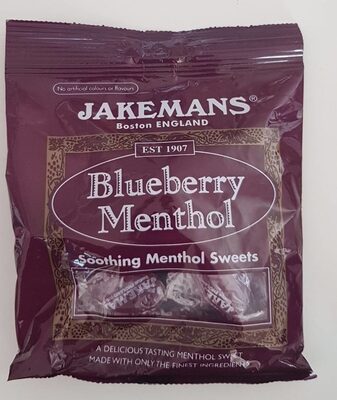 No artificial colours or flavours
JAKEMANS®
Boston ENGLAND
EST 1907
Blueberry
Menthol
Soothing Menthol Sweets
A DELICIOUS TASTING MENTHOL SWEET
MADE WITH ONLY THE FINEST INGREDIENTS